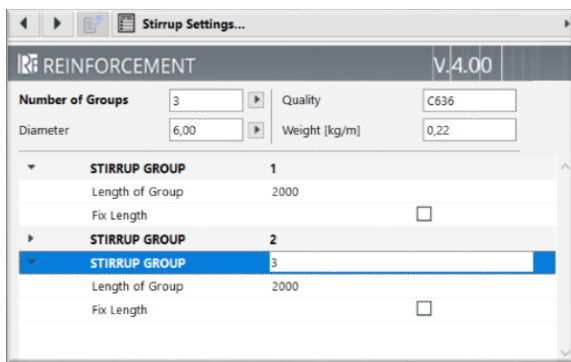 Stirrup Settings...
REINFORCEMENT V.4.00
Number of Groups 3 Quality C636
Diameter 6,00 Weight [kg/m] 0,22
STIRRUP GROUP 1
Length of Group 2000
Fix Length
STIRRUP GROUP 2
STIRRUP GROUP 3
Length of Group 2000
Fix Length